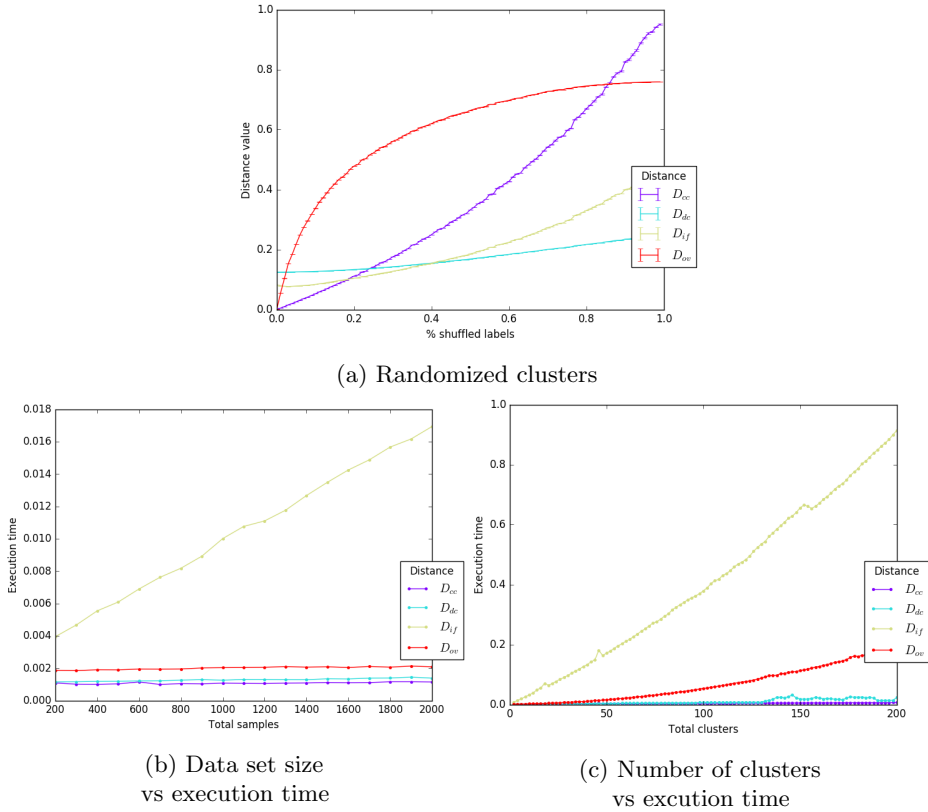 1.0
0.8
0.6
0.4
0.2
0.0
Distance value
0.0 0.2 0.4 0.6 0.8 1.0
% shuffled labels
Distance
D_cc
D_dc
D_if
D_ov
(a) Randomized clusters
0.018
0.016
0.014
0.012
0.010
0.008
0.006
0.004
0.002
0.000
Execution time
200 400 600 800 1000 1200 1400 1600 1800 2000
Total samples
Distance
D_cc
D_dc
D_if
D_ov
(b) Data set size
vs execution time
1.0
0.8
0.6
0.4
0.2
0.0
Execution time
0 50 100 150 200
Total clusters
Distance
D_cc
D_dc
D_if
D_ov
(c) Number of clusters
vs excution time